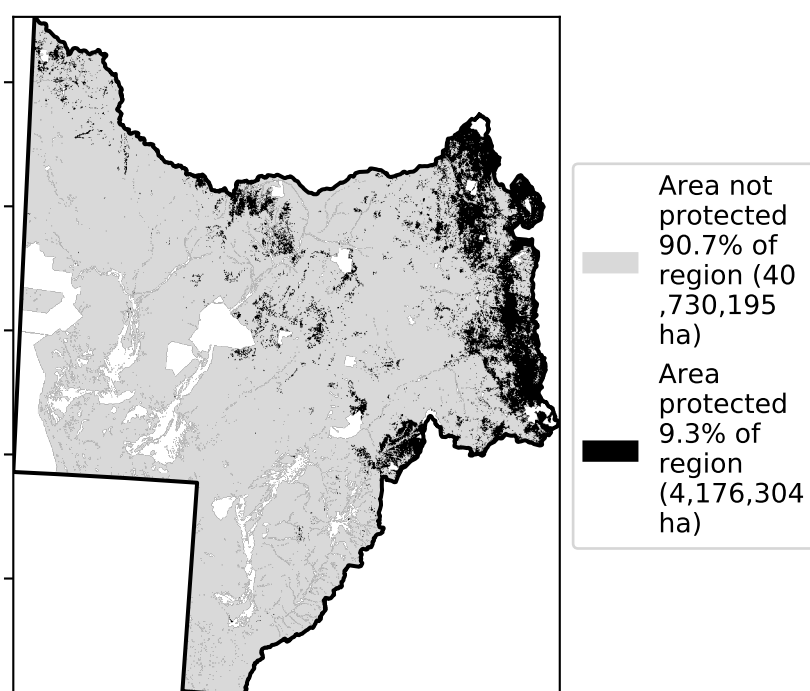 Area not
protected
90.7% of
region (40
,730,195
ha)
Area
protected
9.3% of
region
(4,176,304
ha)